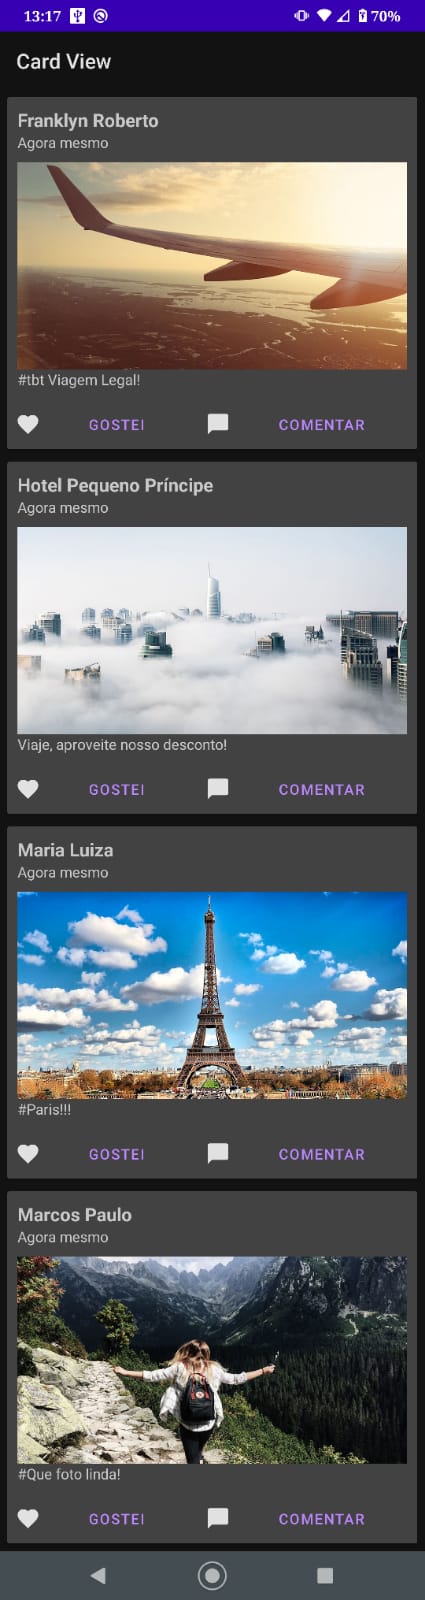 13:17 70%
Card View
Franklyn Roberto
Agora mesmo
#tbt Viagem Legal!
GOSTEI COMENTAR
Hotel Pequeno Príncipe
Agora mesmo
Viaje, aproveite nosso desconto!
GOSTEI COMENTAR
Maria Luiza
Agora mesmo
#Paris!!!
GOSTEI COMENTAR
Marcos Paulo
Agora mesmo
#Que foto linda!
GOSTEI COMENTAR